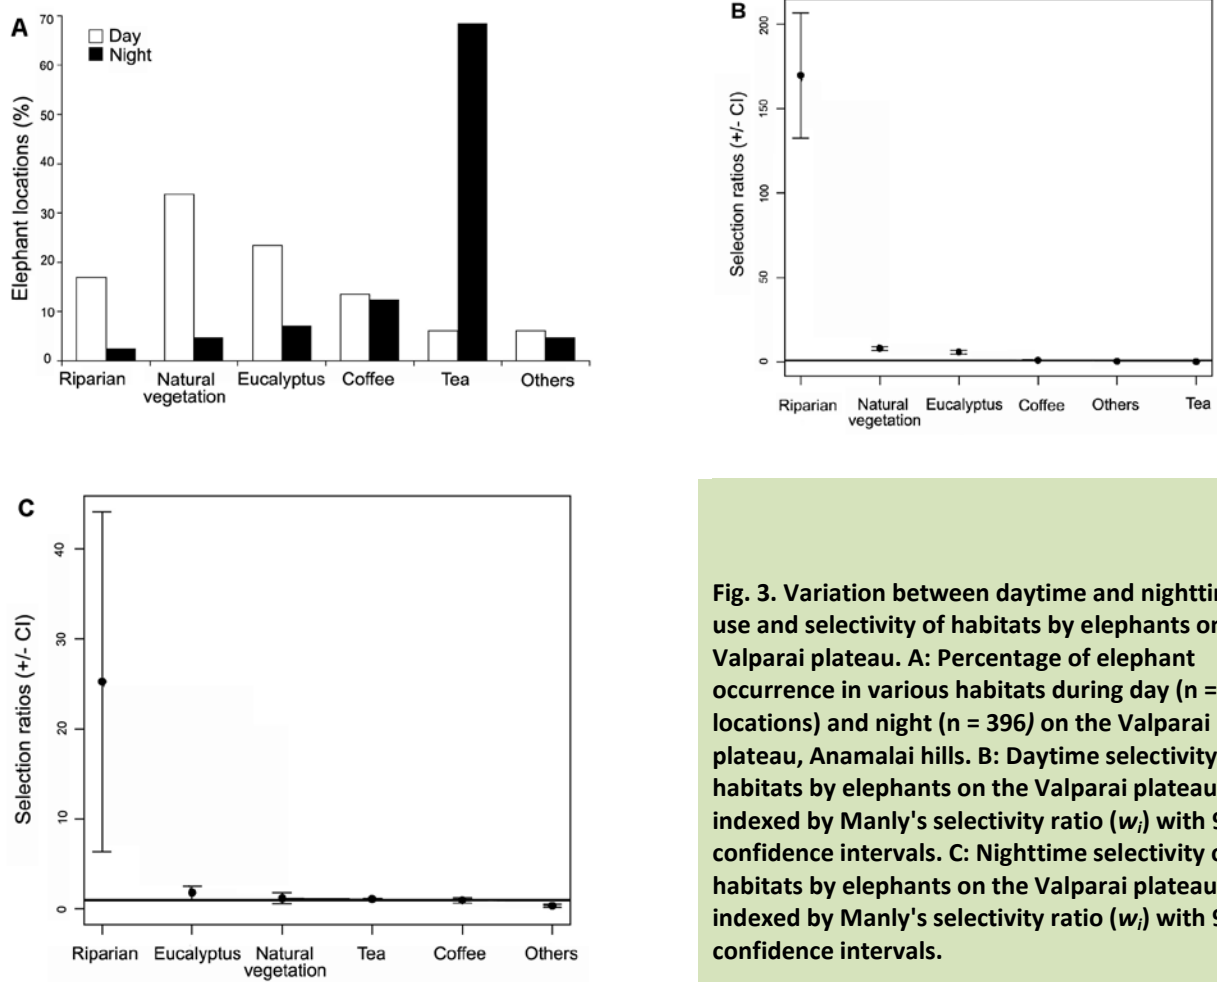 A
Day
Night
Elephant locations (%)
70
60
50
40
30
20
10
0
Riparian
Natural
vegetation
Eucalyptus
Coffee
Tea
Others
B
Selection ratios (+/- CI)
200
150
100
50
0
Riparian
Natural
vegetation
Eucalyptus
Coffee
Others
Tea
C
Selection ratios (+/- CI)
40
30
20
10
0
Riparian
Eucalyptus
Natural
vegetation
Tea
Coffee
Others
Fig. 3. Variation between daytime and
use and selectivity of habitats by elephants
Valparai plateau. A: Percentage of elephant
occurrence in various habitats during day (n =
locations) and night (n = 396) on the Valparai
plateau, Anamalai hills. B: Daytime selectivity
habitats by elephants on the Valparai plateau
indexed by Manly's selectivity ratio (wi) with
confidence intervals. C: Nighttime selectivity
habitats by elephants on the Valparai plateau
indexed by Manly's selectivity ratio (wi) with
confidence intervals.